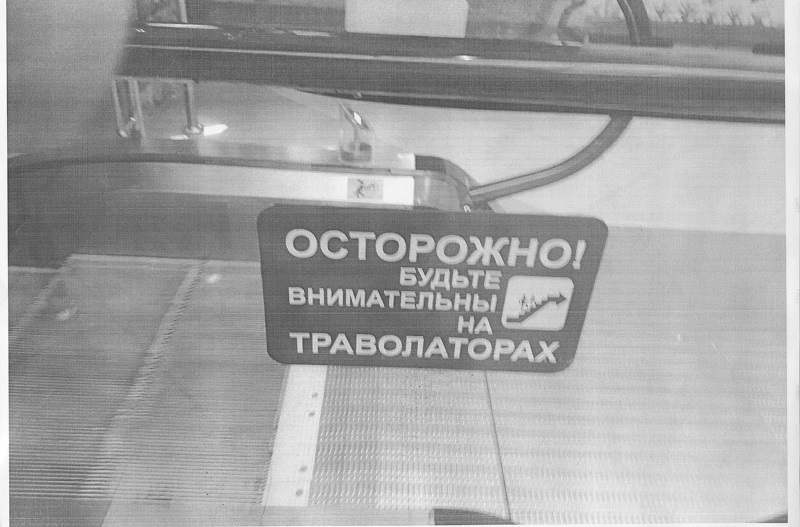 ОСТОРОЖНО!
БУДЬТЕ
ВНИМАТЕЛЬНЫ
НА
ТРАВОЛАТОРАХ